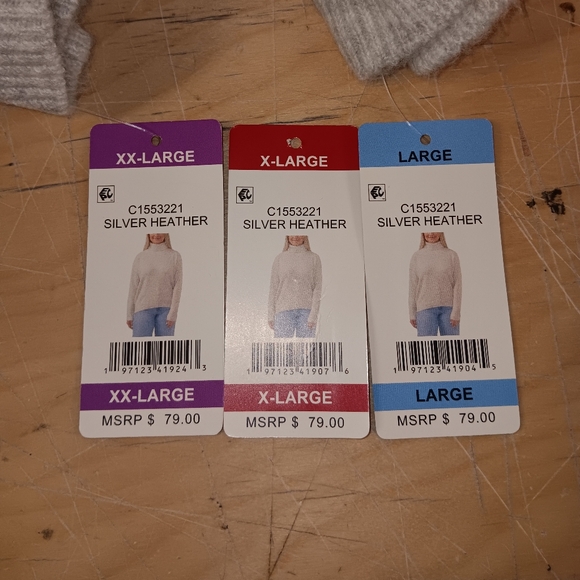 XX-LARGE
C1553221
SILVER HEATHER
1 97123 41924 3
XX-LARGE
MSRP $ 79.00
X-LARGE
C1553221
SILVER HEATHER
1 97123 41907 6
X-LARGE
MSRP $ 79.00
LARGE
C1553221
SILVER HEATHER
1 97123 41904 5
LARGE
MSRP $ 79.00